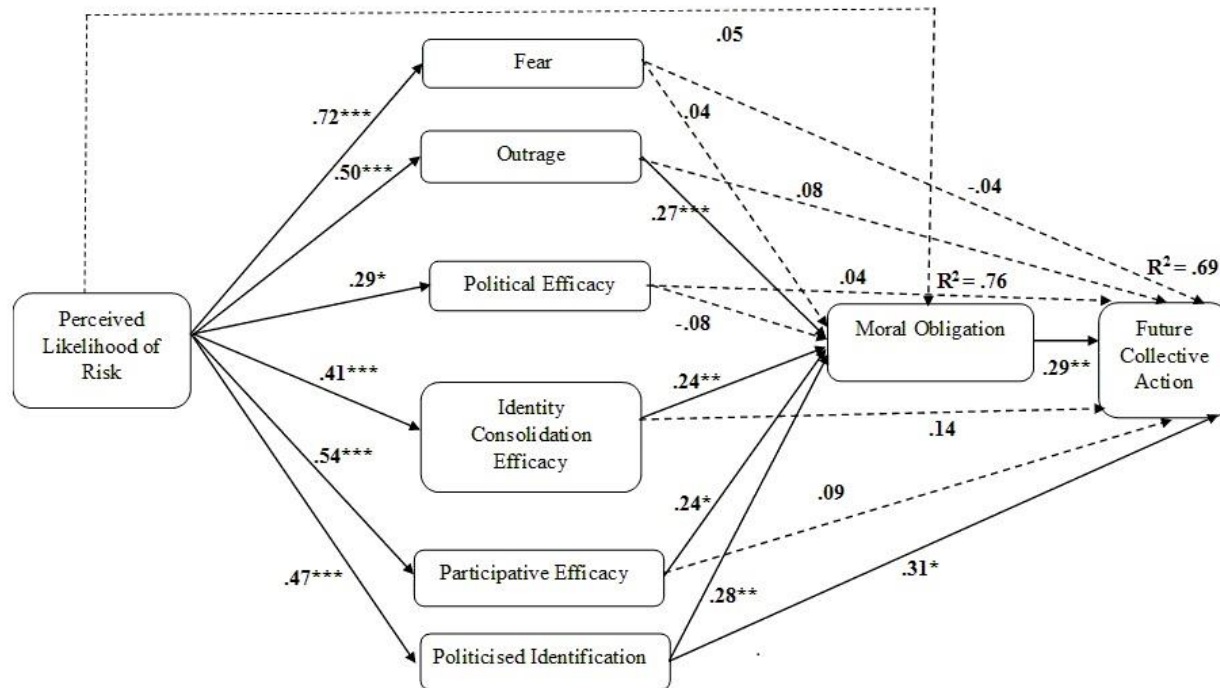 .05
Fear
.72***
.04
Outrage
.50***
.08
-.04
.27***
.29*
Political Efficacy
.04
R² = .76
R² = .69
-.08
Perceived
Likelihood of
Risk
Moral Obligation
Future
Collective
Action
.29**
.41***
.24**
Identity
Consolidation
Efficacy
.14
.54***
.24*
.09
Participative Efficacy
.47***
.28**
.31*
Politicised Identification